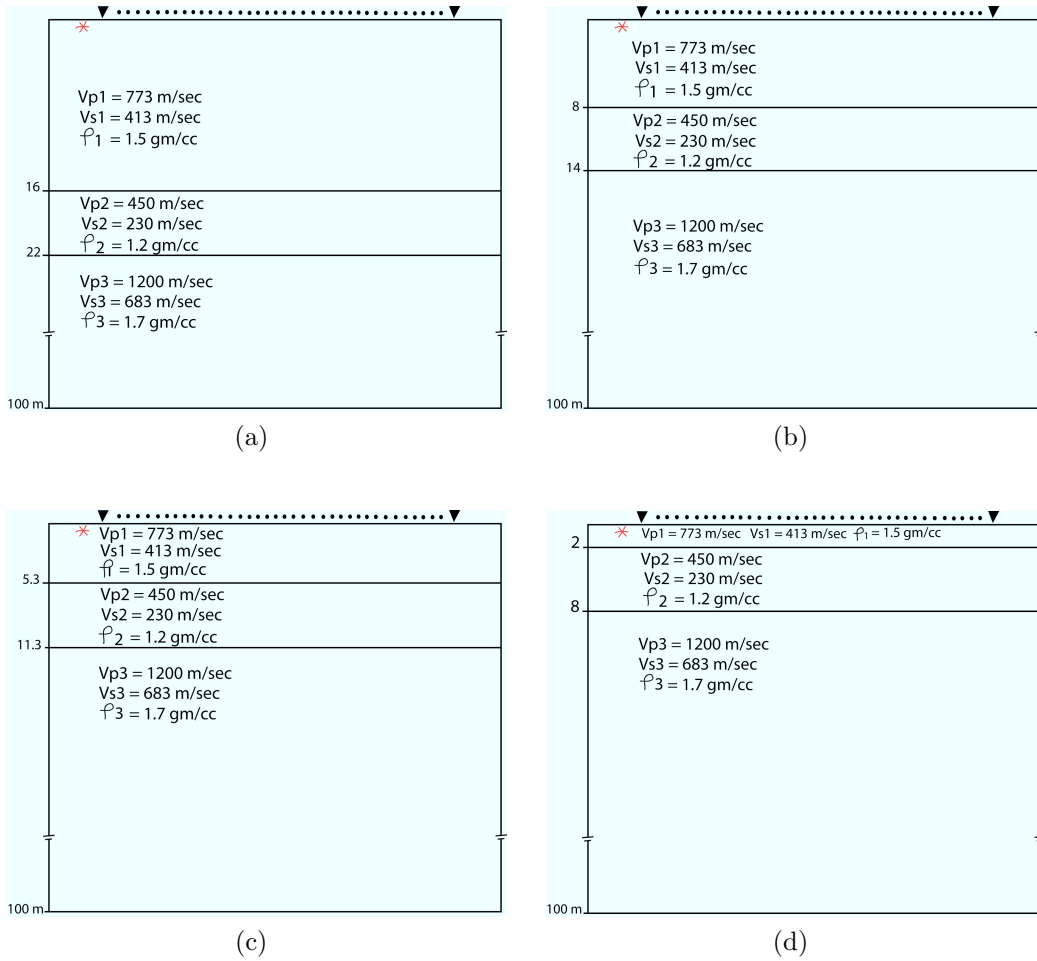 Vp1 = 773 m/sec
Vs1 = 413 m/sec
ρ1 = 1.5 gm/cc
16
Vp2 = 450 m/sec
Vs2 = 230 m/sec
ρ2 = 1.2 gm/cc
22
Vp3 = 1200 m/sec
Vs3 = 683 m/sec
ρ3 = 1.7 gm/cc
100 m
(a)
Vp1 = 773 m/sec
Vs1 = 413 m/sec
ρ1 = 1.5 gm/cc
8
Vp2 = 450 m/sec
Vs2 = 230 m/sec
ρ2 = 1.2 gm/cc
14
Vp3 = 1200 m/sec
Vs3 = 683 m/sec
ρ3 = 1.7 gm/cc
100 m
(b)
Vp1 = 773 m/sec
Vs1 = 413 m/sec
ρ1 = 1.5 gm/cc
5.3
Vp2 = 450 m/sec
Vs2 = 230 m/sec
ρ2 = 1.2 gm/cc
11.3
Vp3 = 1200 m/sec
Vs3 = 683 m/sec
ρ3 = 1.7 gm/cc
100 m
(c)
Vp1 = 773 m/sec Vs1 = 413 m/sec ρ1 = 1.5 gm/cc
2
Vp2 = 450 m/sec
Vs2 = 230 m/sec
ρ2 = 1.2 gm/cc
8
Vp3 = 1200 m/sec
Vs3 = 683 m/sec
ρ3 = 1.7 gm/cc
100 m
(d)